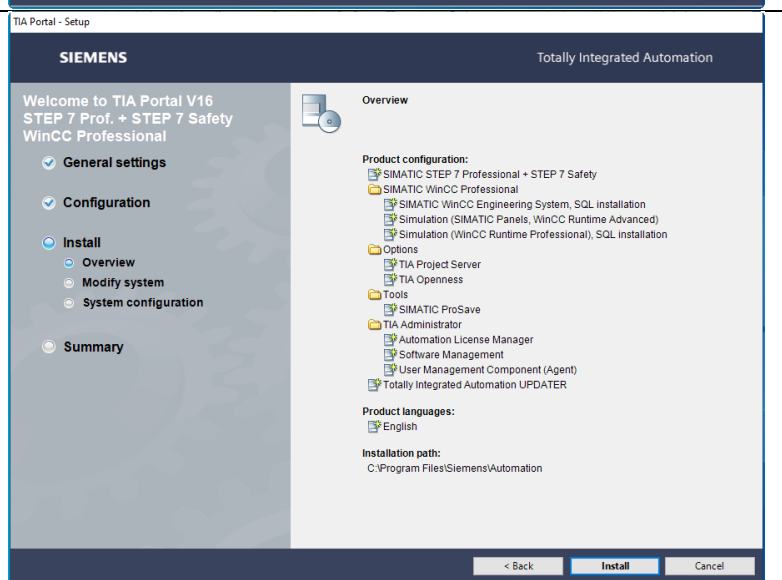 TIA Portal - Setup
SIEMENS
Totally Integrated Automation
Welcome to TIA Portal V16
STEP 7 Prof. + STEP 7 Safety
WinCC Professional
General settings
Configuration
Install
Overview
Modify system
System configuration
Summary
Overview
Product configuration:
SIMATIC STEP 7 Professional + STEP 7 Safety
SIMATIC WinCC Professional
SIMATIC WinCC Engineering System, SQL installation
Simulation (SIMATIC Panels, WinCC Runtime Advanced)
Simulation (WinCC Runtime Professional), SQL installation
Options
TIA Project Server
TIA Openness
Tools
SIMATIC ProSave
TIA Administrator
Automation License Manager
Software Management
User Management Component (Agent)
Totally Integrated Automation UPDATER
Product languages:
English
Installation path:
C:\Program Files\Siemens\Automation
< Back
Install
Cancel